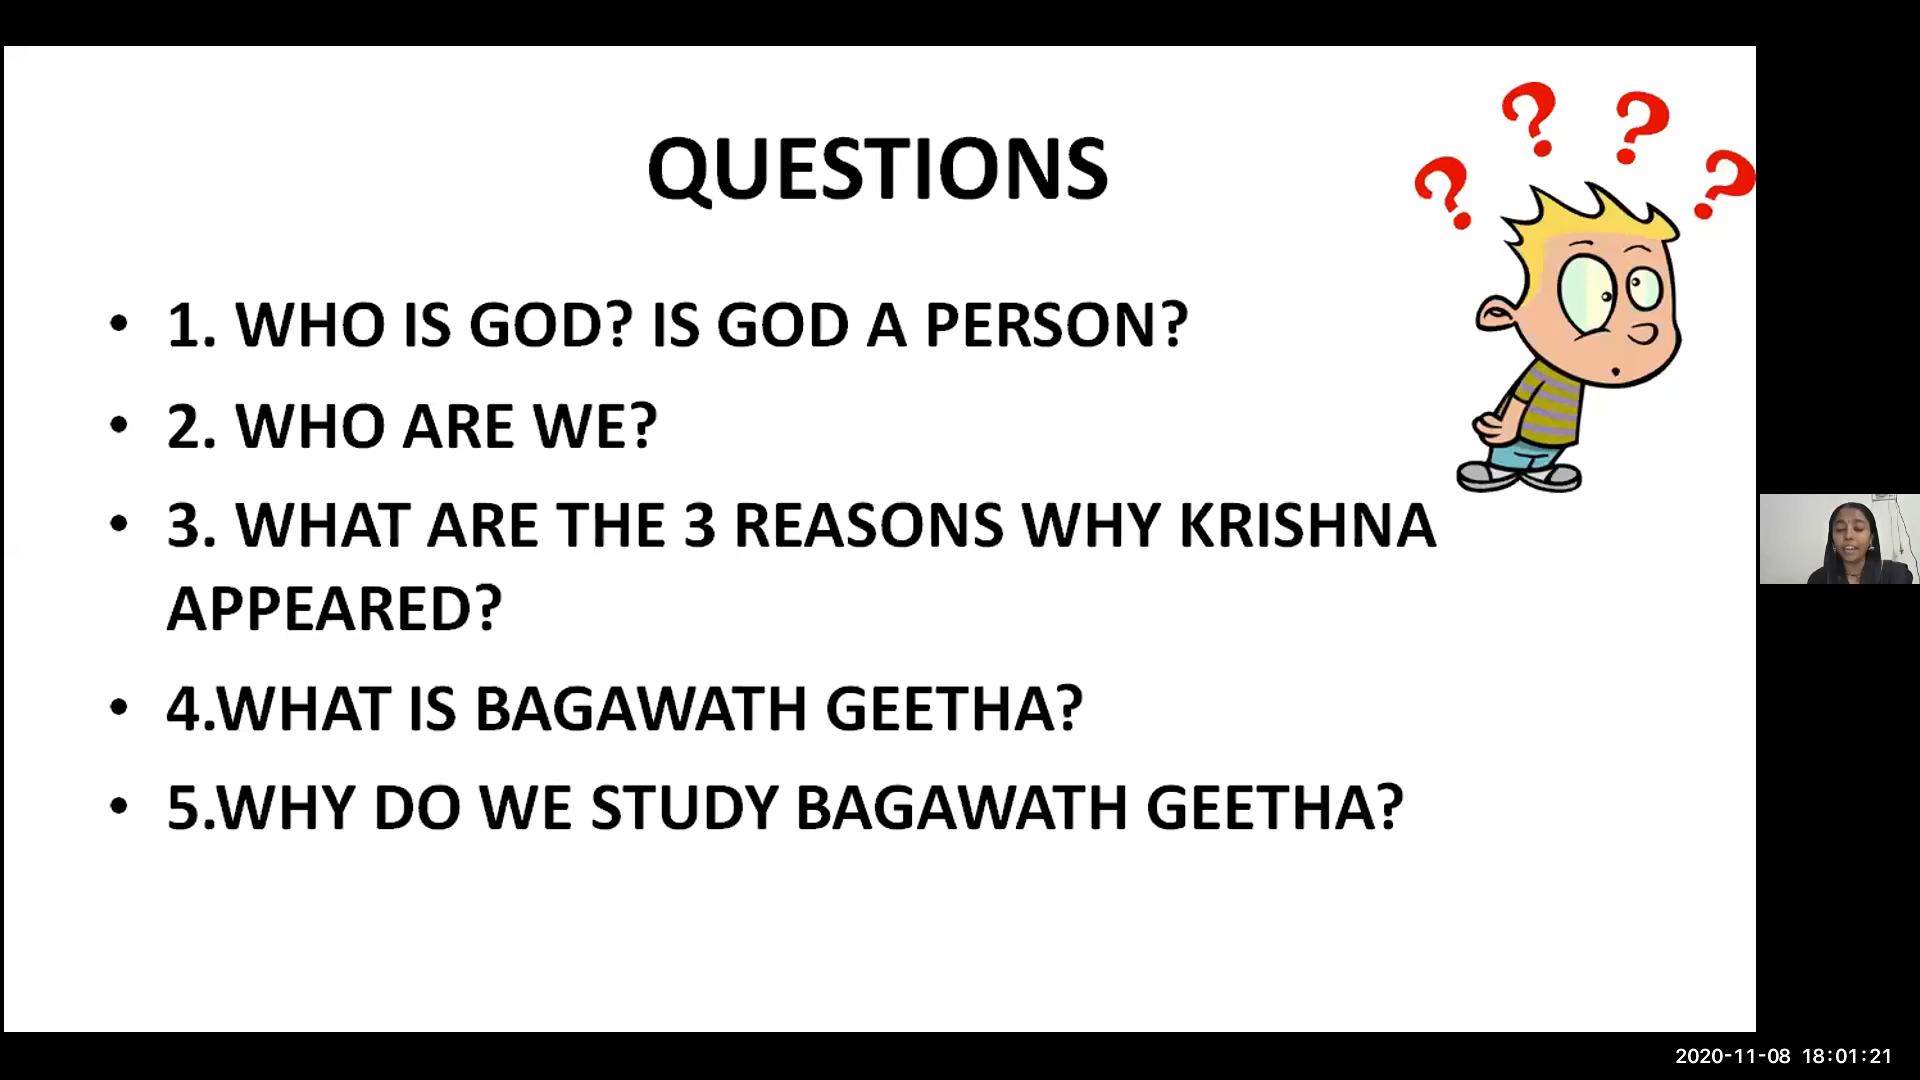 QUESTIONS
• 1. WHO IS GOD? IS GOD A PERSON?
• 2. WHO ARE WE?
• 3. WHAT ARE THE 3 REASONS WHY KRISHNA
APPEARED?
• 4.WHAT IS BAGAWATH GEETHA?
• 5.WHY DO WE STUDY BAGAWATH GEETHA?
? ? ? ?
2020-11-08 18:01:21